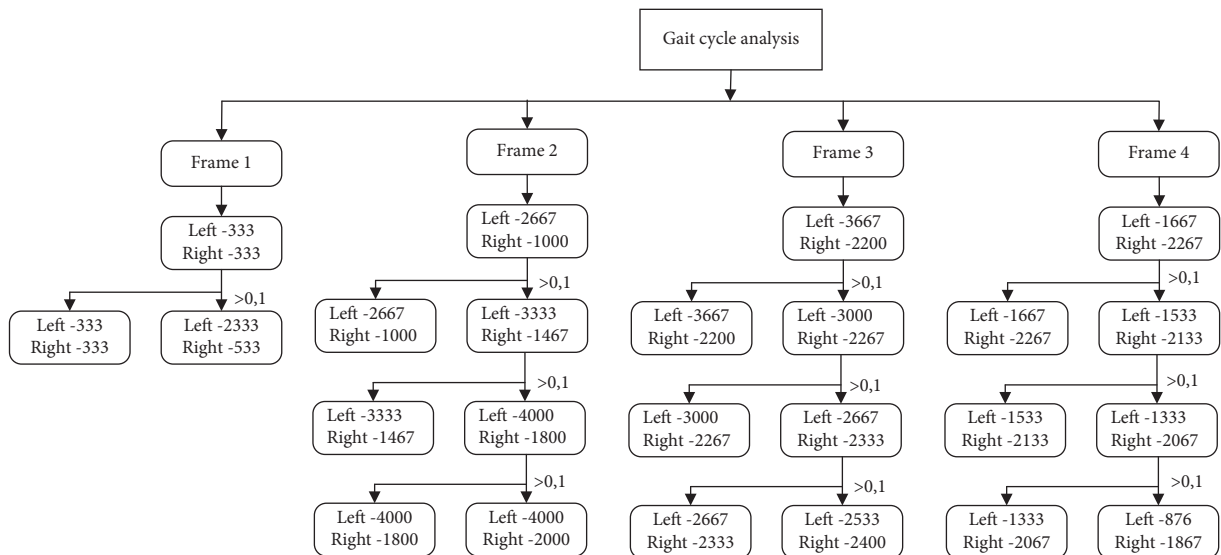 Gait cycle analysis
Frame 1
Frame 2
Frame 3
Frame 4
Left -333
Right -333
Left -2667
Right -1000
Left -3667
Right -2200
Left -1667
Right -2267
>0,1
>0,1
>0,1
>0,1
Left -333
Right -333
Left -2333
Right -533
Left -2667
Right -1000
Left -3333
Right -1467
Left -3667
Right -2200
Left -3000
Right -2267
Left -1667
Right -2267
Left -1533
Right -2133
>0,1
>0,1
>0,1
Left -3333
Right -1467
Left -4000
Right -1800
Left -3000
Right -2267
Left -2667
Right -2333
Left -1533
Right -2133
Left -1333
Right -2067
>0,1
>0,1
>0,1
Left -4000
Right -1800
Left -4000
Right -2000
Left -2667
Right -2333
Left -2533
Right -2400
Left -1333
Right -2067
Left -876
Right -1867